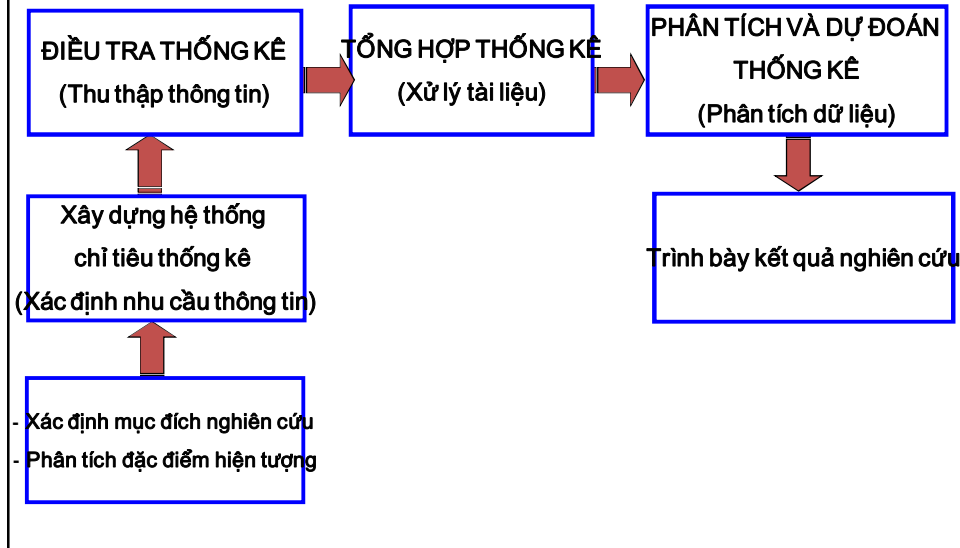 ĐIỀU TRA THỐNG KÊ
(Thu thập thông tin)
TỔNG HỢP THỐNG KÊ
(Xử lý tài liệu)
PHÂN TÍCH VÀ DỰ ĐOÁN
THỐNG KÊ
(Phân tích dữ liệu)
Xây dựng hệ thống
chỉ tiêu thống kê
(Xác định nhu cầu thông tin)
Trình bày kết quả nghiên cứu
- Xác định mục đích nghiên cứu
- Phân tích đặc điểm hiện tượng